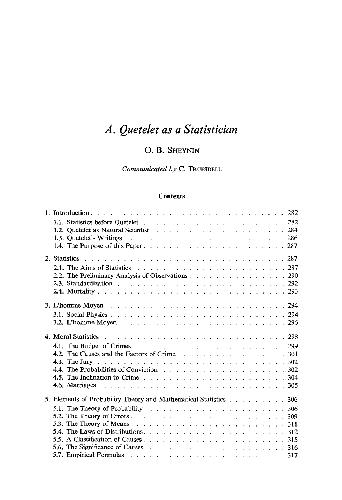 A. Quetelet as a Statistician
O. B. SHEYNIN
Communicated by C. TRUESDELL
Contents
1. Introduction . . . . . . . . . . 282
1.1. Statistics before Quetelet . . . . . . . . . . 282
1.2. Quetelet as Natural Scientist . . . . . . . . . . 284
1.3. Quetelet's Writings . . . . . . . . . . 286
1.4. The Purpose of this Paper . . . . . . . . . . 287
2. Statistics . . . . . . . . . . 287
2.1. The Aims of Statistics . . . . . . . . . . 287
2.2. The Preliminary Analysis of Observations . . . . . . . . . . 290
2.3. Standardisation . . . . . . . . . . 292
2.4. Mortality . . . . . . . . . . 293
3. L'homme Moyen . . . . . . . . . . 294
3.1. Social Physics . . . . . . . . . . 294
3.2. L'homme Moyen . . . . . . . . . . 295
4. Moral Statistics . . . . . . . . . . 298
4.1. The Budget of Crimes . . . . . . . . . . 299
4.2. The Causes and the Factors of Crime . . . . . . . . . . 301
4.3. The Jury . . . . . . . . . . 302
4.4. The Probabilities of Conviction . . . . . . . . . . 302
4.5. The Inclination to Crime . . . . . . . . . . 304
4.6. Marriages . . . . . . . . . . 305
5. Elements of Probability Theory and Mathematical Statistics . . . . . . . . . . 306
5.1. The Theory of Probability . . . . . . . . . . 306
5.2. The Theory of Errors . . . . . . . . . . 309
5.3. The Theory of Means . . . . . . . . . . 311
5.4. The Laws of Distributions . . . . . . . . . . 312
5.5. A Classification of Causes . . . . . . . . . . 315
5.6. The Significance of Causes . . . . . . . . . . 316
5.7. Empirical Formulas . . . . . . . . . . 317